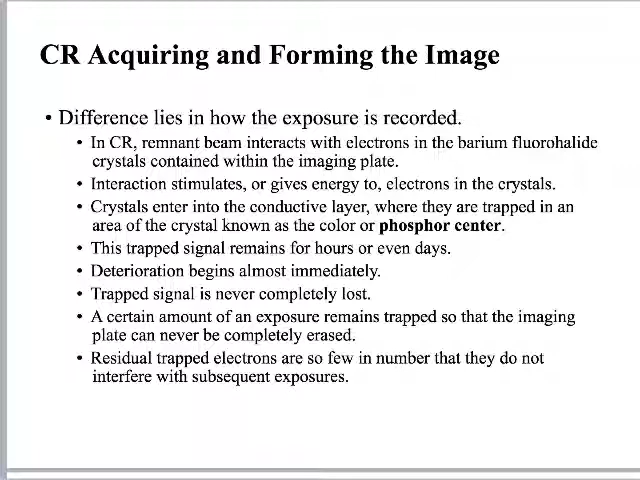 CR Acquiring and Forming the Image
• Difference lies in how the exposure is recorded.
• In CR, remnant beam interacts with electrons in the barium fluorohalide
crystals contained within the imaging plate.
• Interaction stimulates, or gives energy to, electrons in the crystals.
• Crystals enter into the conductive layer, where they are trapped in an
area of the crystal known as the color or phosphor center.
• This trapped signal remains for hours or even days.
• Deterioration begins almost immediately.
• Trapped signal is never completely lost.
• A certain amount of an exposure remains trapped so that the imaging
plate can never be completely erased.
• Residual trapped electrons are so few in number that they do not
interfere with subsequent exposures.